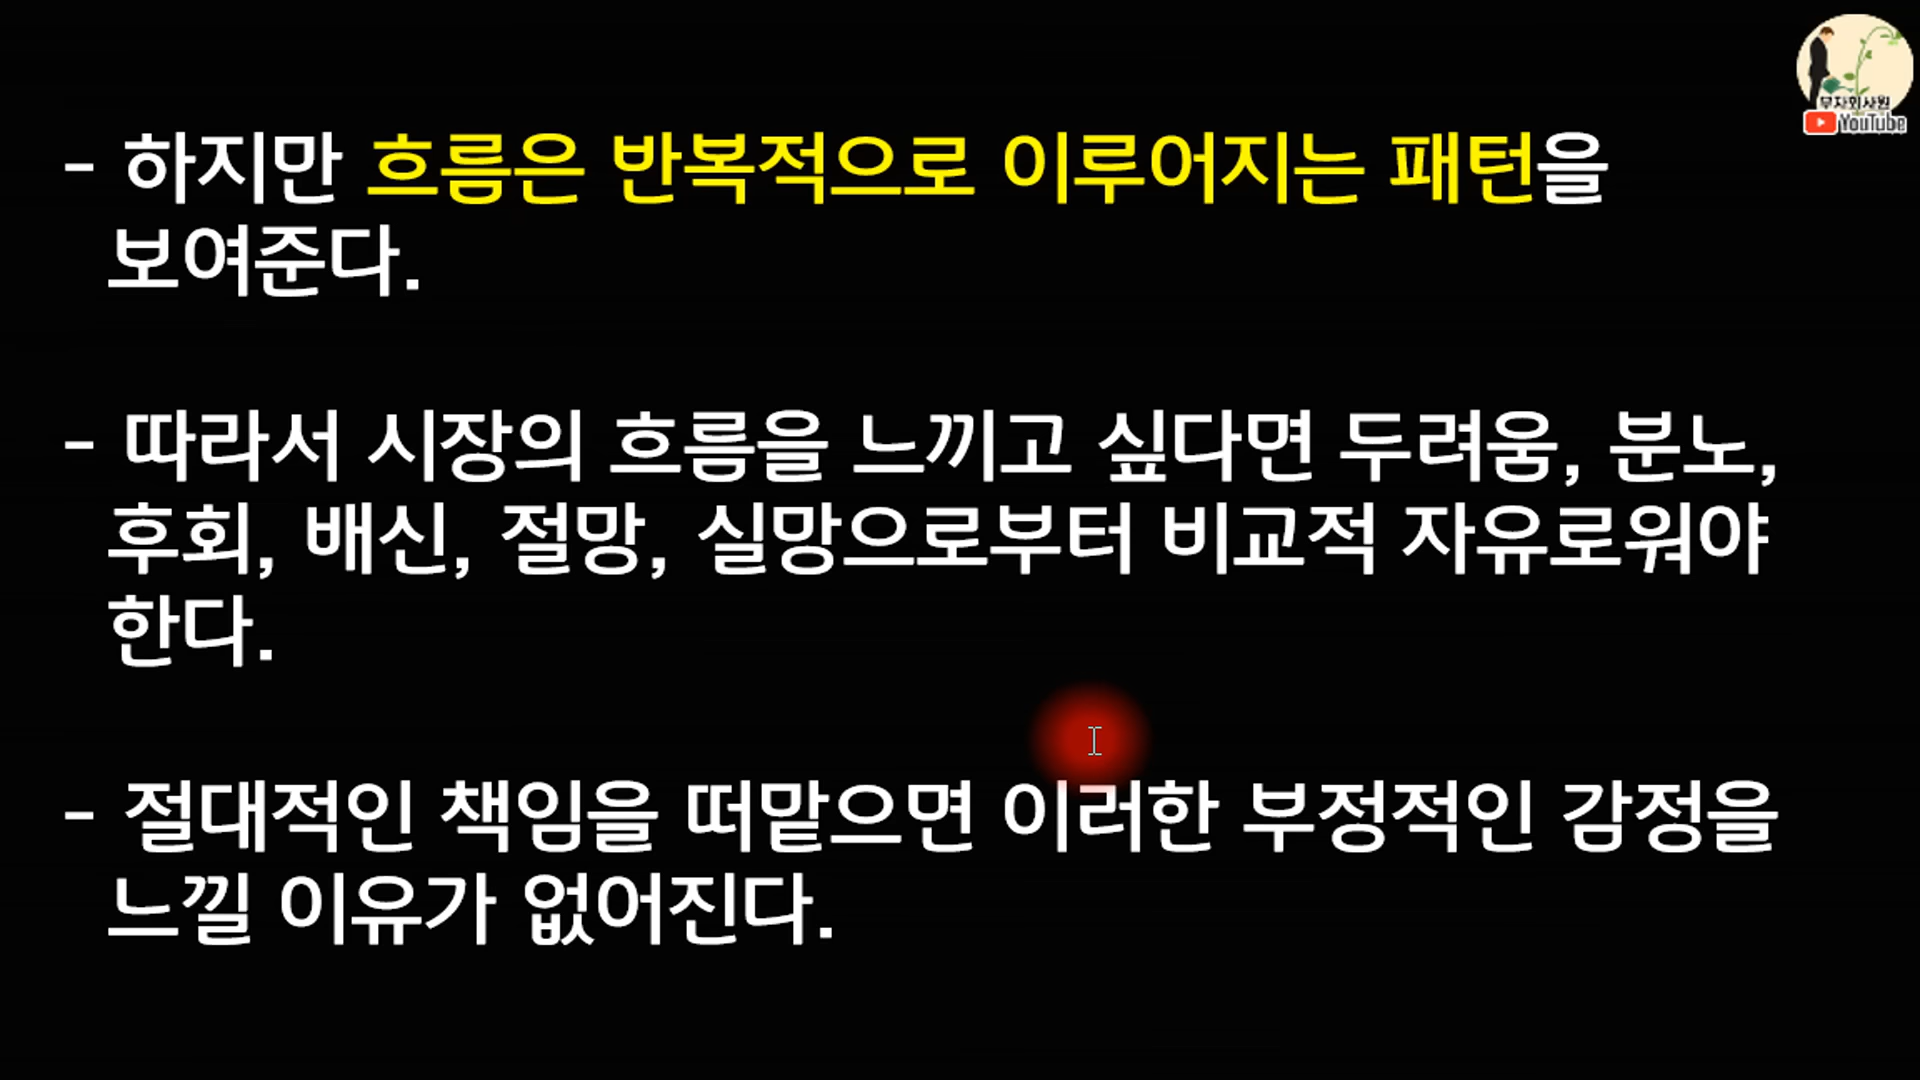 - 하지만 흐름은 반복적으로 이루어지는 패턴을
보여준다.
- 따라서 시장의 흐름을 느끼고 싶다면 두려움, 분노,
후회, 배신, 절망, 실망으로부터 비교적 자유로워야
한다.
- 절대적인 책임을 떠맡으면 이러한 부정적인 감정을
느낄 이유가 없어진다.
부자회사원
YouTube